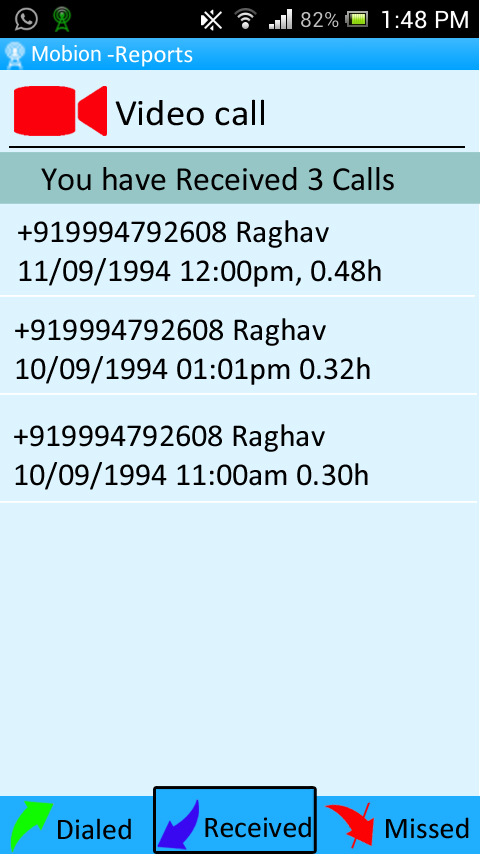 82% 1:48 PM
Mobion -Reports
Video call
You have Received 3 Calls
+919994792608 Raghav
11/09/1994 12:00pm, 0.48h
+919994792608 Raghav
10/09/1994 01:01pm 0.32h
+919994792608 Raghav
10/09/1994 11:00am 0.30h
Dialed Received Missed